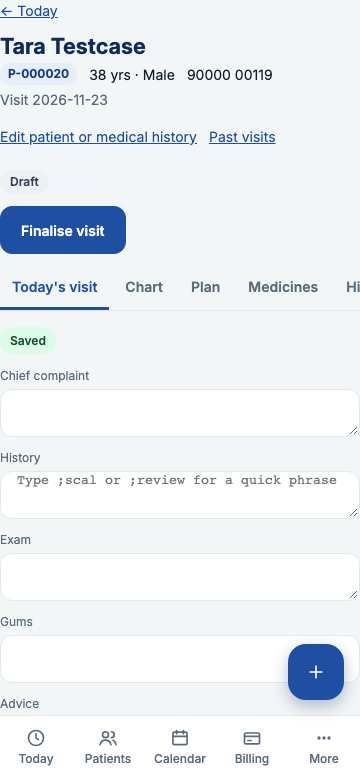 ← Today
Tara Testcase
P-000020 38 yrs · Male 90000 00119
Visit 2026-11-23
Edit patient or medical history Past visits
Draft
Finalise visit
Today's visit Chart Plan Medicines Hi
Saved
Chief complaint
History
Type ;scal or ;review for a quick phrase
Exam
Gums
+
Advice
Today Patients Calendar Billing More